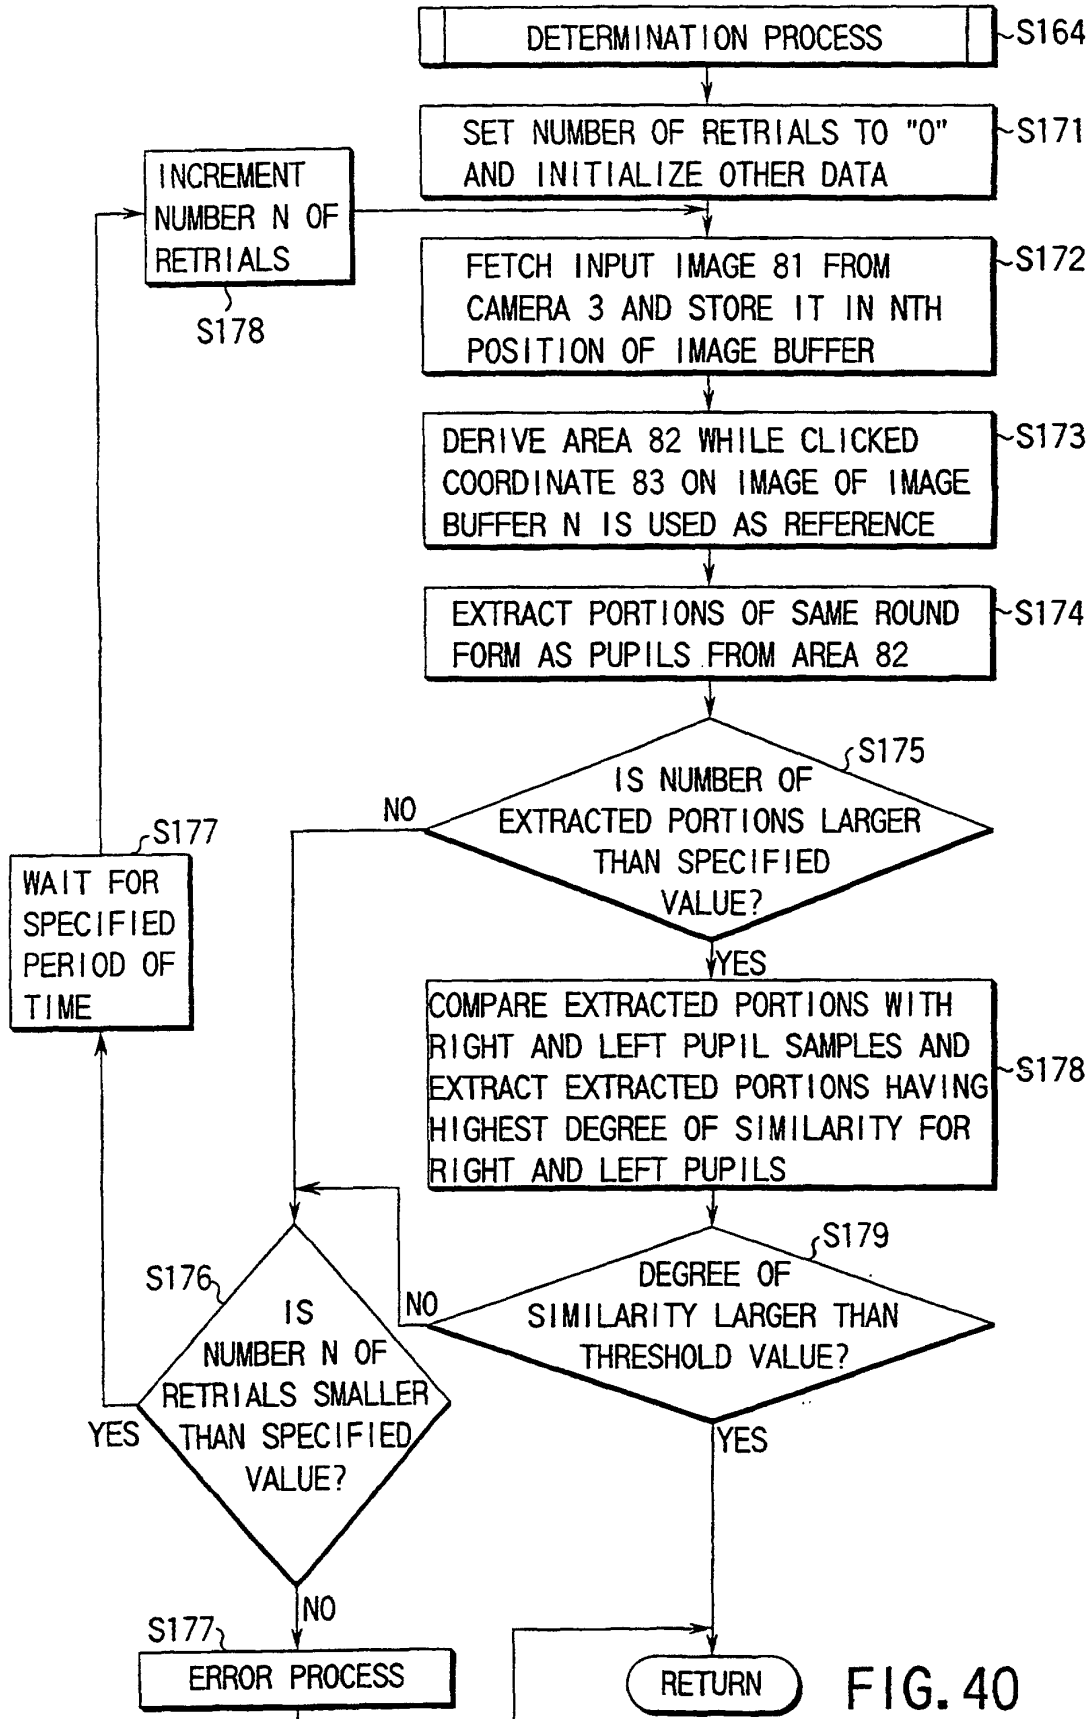 DETERMINATION PROCESS
S164
SET NUMBER OF RETRIALS TO "0"
AND INITIALIZE OTHER DATA
S171
INCREMENT
NUMBER N OF
RETRIALS
S178
FETCH INPUT IMAGE 81 FROM
CAMERA 3 AND STORE IT IN NTH
POSITION OF IMAGE BUFFER
S172
DERIVE AREA 82 WHILE CLICKED
COORDINATE 83 ON IMAGE OF IMAGE
BUFFER N IS USED AS REFERENCE
S173
EXTRACT PORTIONS OF SAME ROUND
FORM AS PUPILS FROM AREA 82
S174
S175
IS NUMBER OF
EXTRACTED PORTIONS LARGER
THAN SPECIFIED
VALUE?
NO
YES
S177
WAIT FOR
SPECIFIED
PERIOD OF
TIME
COMPARE EXTRACTED PORTIONS WITH
RIGHT AND LEFT PUPIL SAMPLES AND
EXTRACT EXTRACTED PORTIONS HAVING
HIGHEST DEGREE OF SIMILARITY FOR
RIGHT AND LEFT PUPILS
S178
S179
DEGREE OF
SIMILARITY LARGER THAN
THRESHOLD VALUE?
NO
YES
S176
IS
NUMBER N OF
RETRIALS SMALLER
THAN SPECIFIED
VALUE?
YES
NO
S177
ERROR PROCESS
RETURN
FIG. 40